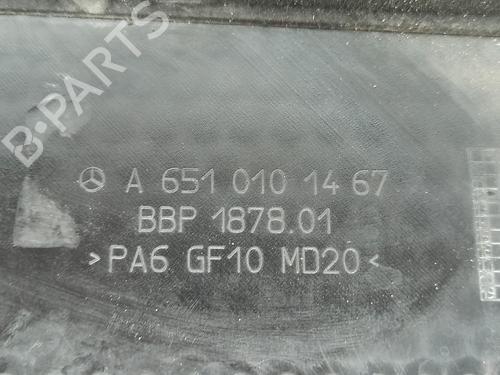 B-PARTS
A 651 010 14 67
BBP 1878.01
>PA6 GF10 MD20<